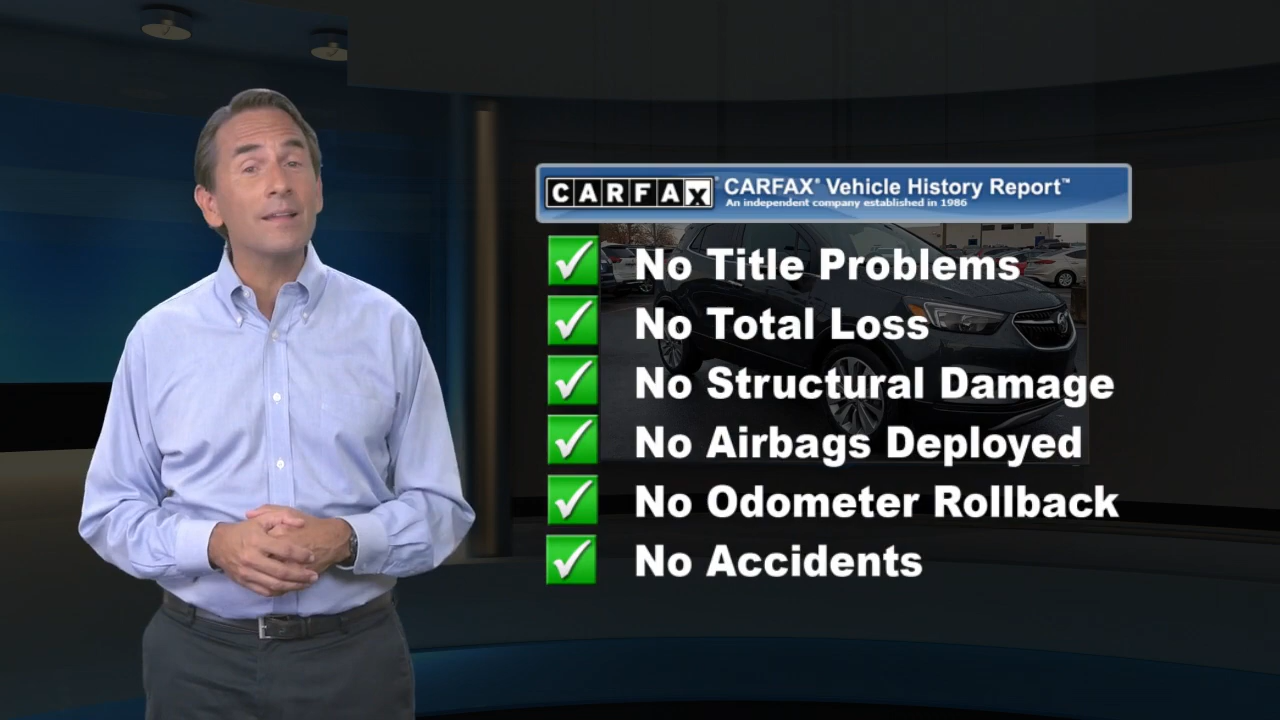 CARFAX® CARFAX® Vehicle History Report™
An independent company established in 1986
No Title Problems
No Total Loss
No Structural Damage
No Airbags Deployed
No Odometer Rollback
No Accidents